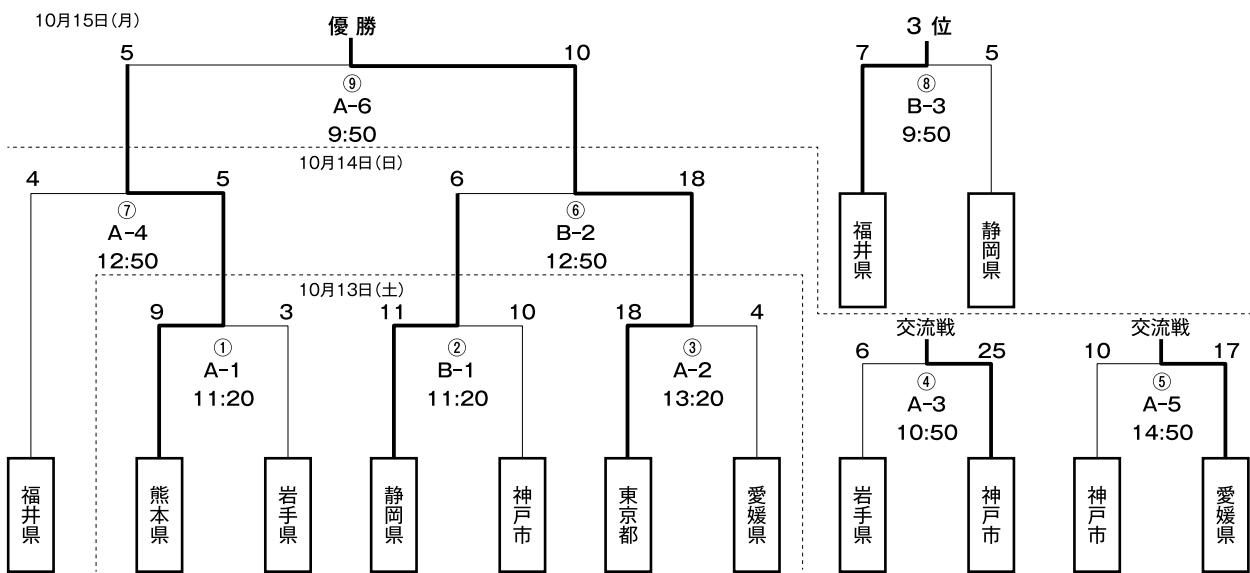 10月15日(月)
優勝
3位
5
10
7
5
⑨
A-6
9:50
⑧
B-3
9:50
10月14日(日)
4
5
6
18
⑦
A-4
12:50
⑥
B-2
12:50
福井県
静岡県
10月13日(土)
9
3
11
10
18
4
①
A-1
11:20
②
B-1
11:20
③
A-2
13:20
交流戦
交流戦
6
25
10
17
④
A-3
10:50
⑤
A-5
14:50
福井県
熊本県
岩手県
静岡県
神戸市
東京都
愛媛県
岩手県
神戸市
神戸市
愛媛県